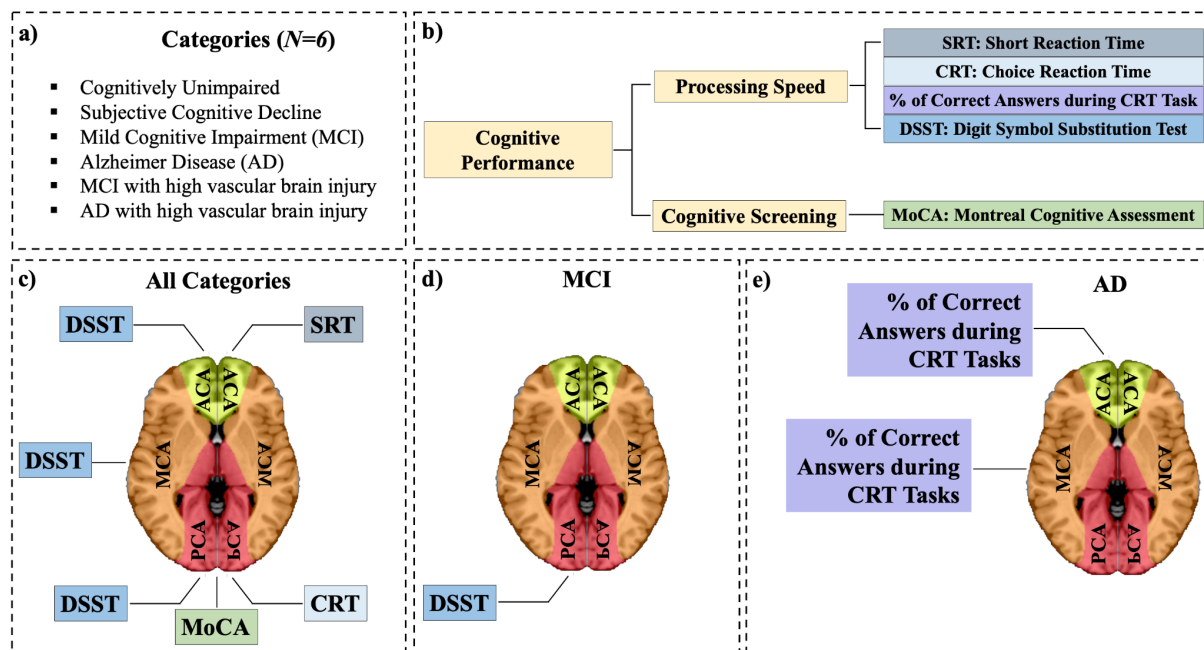 a)
Categories (N=6)
▪ Cognitively Unimpaired
▪ Subjective Cognitive Decline
▪ Mild Cognitive Impairment (MCI)
▪ Alzheimer Disease (AD)
▪ MCI with high vascular brain injury
▪ AD with high vascular brain injury
b)
Cognitive
Performance
Processing Speed
SRT: Short Reaction Time
CRT: Choice Reaction Time
% of Correct Answers during CRT Task
DSST: Digit Symbol Substitution Test
Cognitive Screening
MoCA: Montreal Cognitive Assessment
c)
All Categories
DSST
SRT
ACA
ACA
DSST
MCA
MCA
PCA
PCA
DSST
MoCA
CRT
d)
MCI
ACA
ACA
MCA
MCA
PCA
PCA
DSST
e)
AD
% of Correct
Answers during
CRT Tasks
% of Correct
Answers during
CRT Tasks
ACA
ACA
MCA
MCA
PCA
PCA